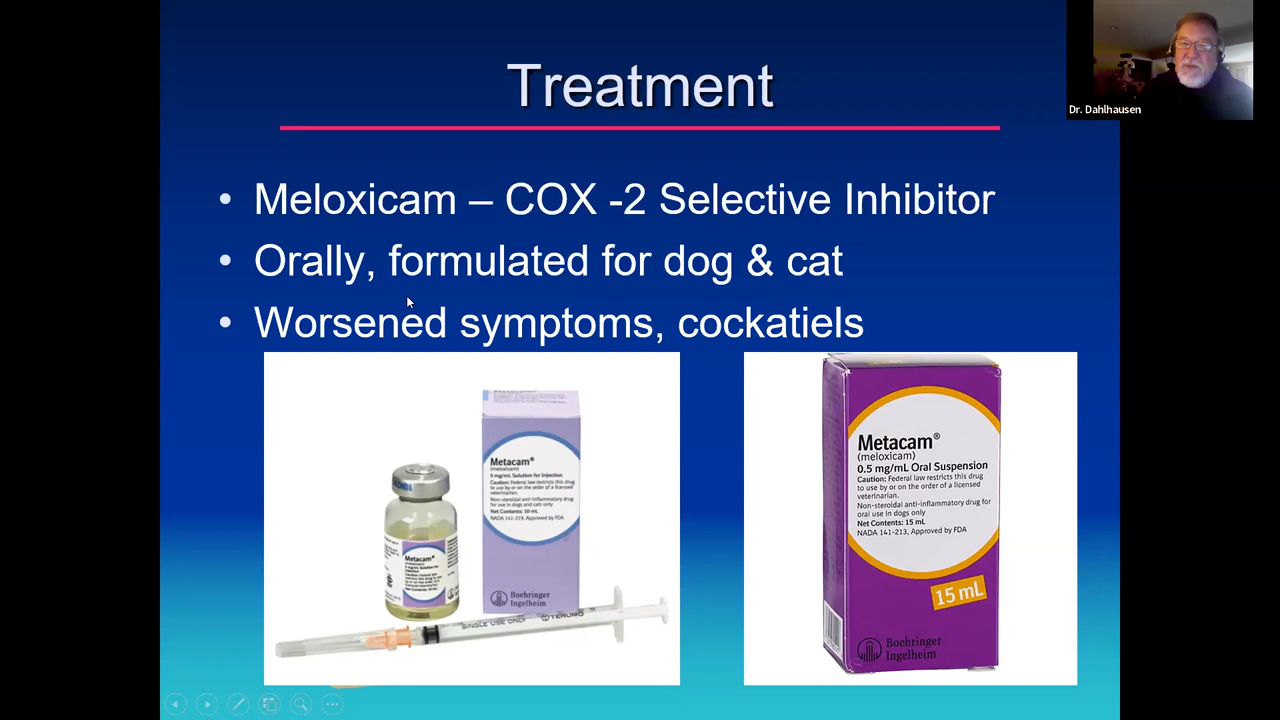 Treatment
Dr. Dahlhausen
• Meloxicam – COX -2 Selective Inhibitor
• Orally, formulated for dog & cat
• Worsened symptoms, cockatiels
Metacam®
(meloxicam)
5 mg/mL Solution for Injection
Caution: Federal law restricts this drug
to use by or on the order of a licensed
veterinarian.
Non-steroidal anti-inflammatory drug
for use in dogs and cats only
Net Contents: 10 mL
NADA 141-219, Approved by FDA
Boehringer
Ingelheim
Metacam®
SINGLE USE ONLY
TERUMO
Metacam®
(meloxicam)
0.5 mg/mL Oral Suspension
Caution: Federal law restricts this drug
to use by or on the order of a licensed
veterinarian.
Non-steroidal anti-inflammatory drug for
oral use in dogs only
Net Contents: 15 mL
NADA 141-213, Approved by FDA
15 mL
Boehringer
Ingelheim